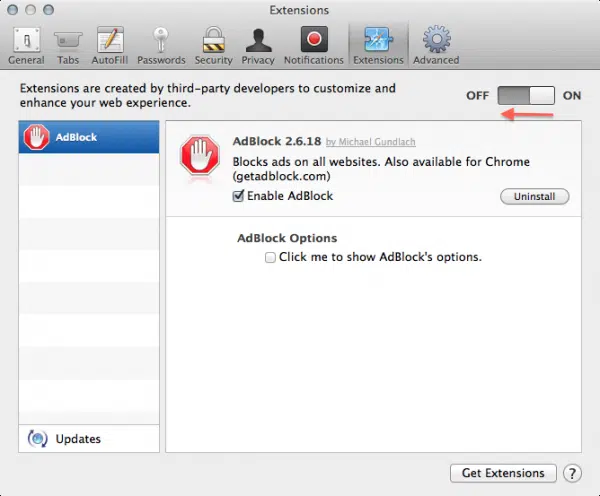 Extensions
General
Tabs
AutoFill
Passwords
Security
Privacy
Notifications
Extensions
Advanced
Extensions are created by third-party developers to customize and
enhance your web experience.
OFF
ON
AdBlock
AdBlock 2.6.18 by Michael Gundlach
Blocks ads on all websites. Also available for Chrome
(getadblock.com)
Enable AdBlock
Uninstall
AdBlock Options
Click me to show AdBlock's options.
Updates
Get Extensions
?